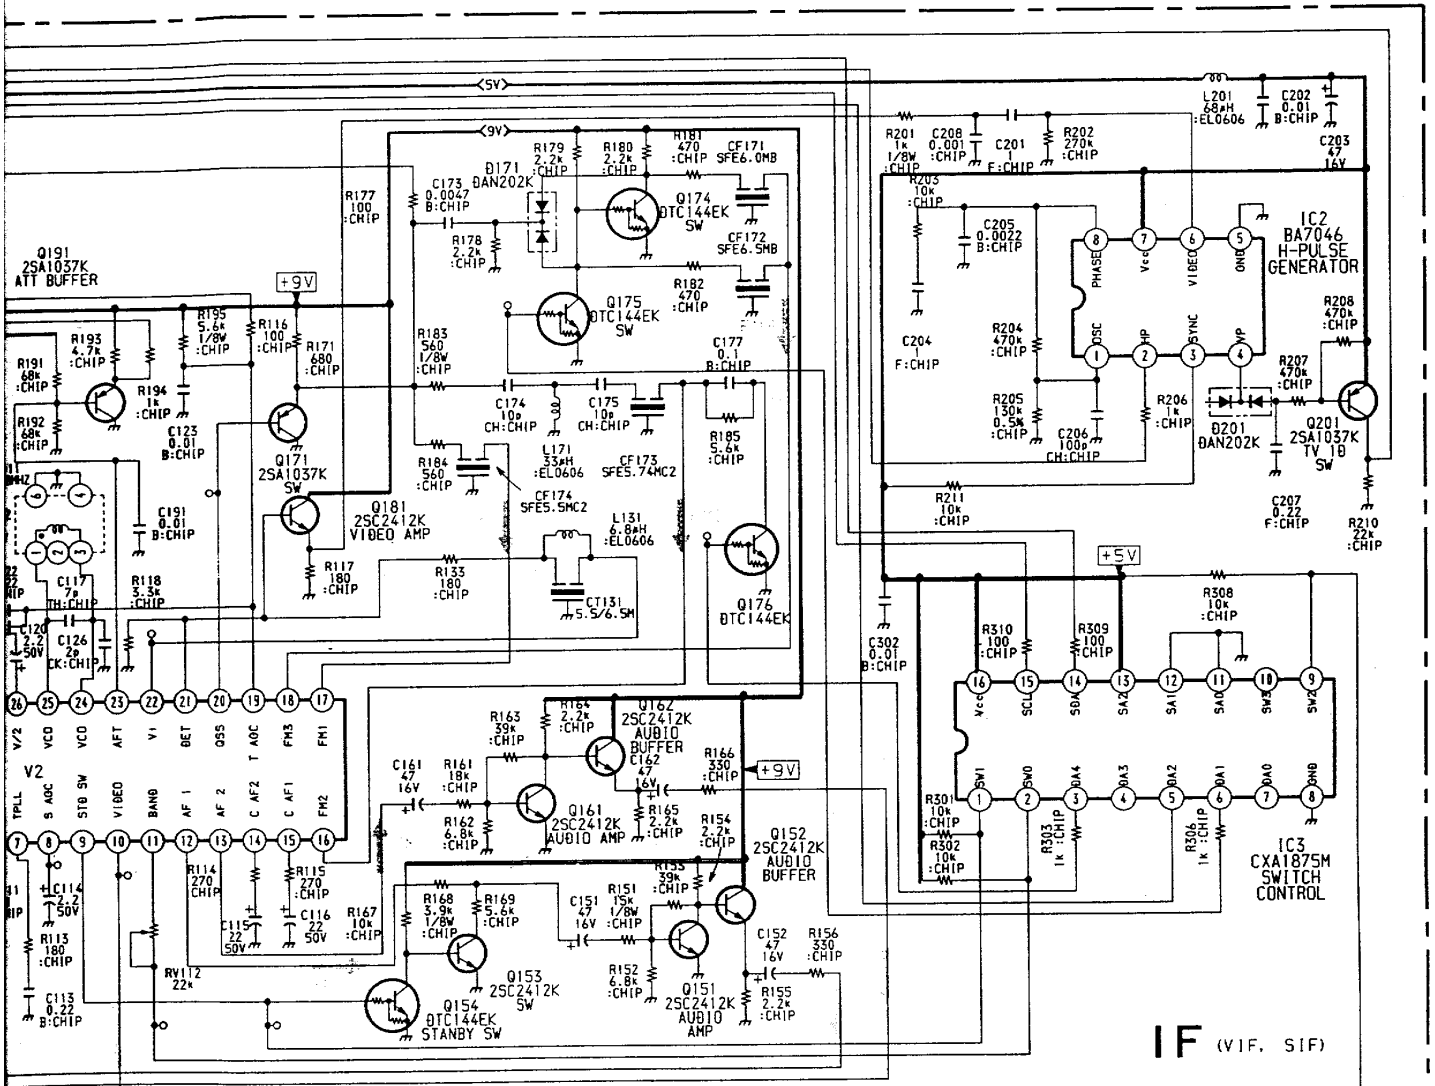 <5V>
<9V>
L201
68µH
:EL0606
C202
0.01
B:CHIP
C203
47
16V
R201
1k
1/8W
:CHIP
C208
0.001
:CHIP
C201
1
F:CHIP
R202
270k
:CHIP
R203
10k
:CHIP
C205
0.0022
B:CHIP
C204
1
F:CHIP
R204
470k
:CHIP
R205
130k
0.5%
:CHIP
C206
100p
CH:CHIP
R206
1k
:CHIP
IC2
BA7046
H-PULSE
GENERATOR
8 7 6 5
PHASE
Vcc
VIDEO
GND
OSC
HP
SYNC
VP
1 2 3 4
R208
470k
:CHIP
R207
470k
:CHIP
D201
DAN202K
Q201
2SA1037K
TV ID
SW
C207
0.22
F:CHIP
R210
22k
:CHIP
R211
10k
:CHIP
D171
DAN202K
R179
2.2k
:CHIP
R180
2.2k
:CHIP
R181
470
:CHIP
CF171
SFE6.0MB
R177
100
:CHIP
C173
0.0047
B:CHIP
R178
2.2k
:CHIP
Q174
DTC144EK
SW
CF172
SFE6.5MB
R182
470
:CHIP
Q175
DTC144EK
SW
Q191
2SA1037K
ATT BUFFER
+9V
R195
5.6k
1/8W
:CHIP
R116
100
:CHIP
R171
680
:CHIP
R183
560
1/8W
:CHIP
C177
0.1
B:CHIP
R191
68k
:CHIP
R193
4.7k
:CHIP
R194
1k
:CHIP
R192
68k
:CHIP
C123
0.01
B:CHIP
C174
10p
CH:CHIP
C175
10p
CH:CHIP
R185
5.6k
:CHIP
L171
33µH
:EL0606
CF173
SFE5.74MC2
R184
560
:CHIP
CF174
SFE5.5MC2
Q171
2SA1037K
SW
Q181
2SC2412K
VIDEO AMP
C191
0.01
B:CHIP
L131
6.8µH
:EL0606
MHZ
6 4
1 2 3
R117
180
:CHIP
R133
180
:CHIP
CT131
5.5/6.5M
Q176
DTC144EK
C117
7p
TH:CHIP
R118
3.3k
:CHIP
C120
2.2
50V
C126
2p
CK:CHIP
C302
0.01
B:CHIP
+5V
R308
10k
:CHIP
R310
100
:CHIP
R309
100
:CHIP
16 15 14 13 12 11 10 9
Vcc
SCL
SDA
SA2
SA1
SA0
SW3
SW2
SW1
SW0
DA4
DA3
DA2
DA1
DA0
GND
1 2 3 4 5 6 7 8
R301
10k
:CHIP
R302
10k
:CHIP
R303
1k :CHIP
R306
1k :CHIP
IC3
CXA1875M
SWITCH
CONTROL
26 25 24 23 22 21 20 19 18 17
V/2
VCO
VCO
AFT
Vi
DET
QSS
T AGC
FM3
FM1
V2
TPLL
S AGC
STD SW
VIDEO
BAND
AF 1
AF 2
C AF2
C AF1
FM2
7 8 9 10 11 12 13 14 15 16
C161
47
16V
R161
18k
:CHIP
R163
39k
:CHIP
R164
2.2k
:CHIP
Q162
2SC2412K
AUDIO
BUFFER
C162
47
16V
R166
330
:CHIP
+9V
R162
6.8k
:CHIP
Q161
2SC2412K
AUDIO AMP
R165
2.2k
:CHIP
R154
2.2k
:CHIP
Q152
2SC2412K
AUDIO
BUFFER
R114
270
:CHIP
R115
270
:CHIP
C114
2.2
50V
C115
22
50V
C116
22
50V
R167
10k
:CHIP
R168
3.9k
1/8W
:CHIP
R169
5.6k
:CHIP
C151
47
16V
R151
15k
1/8W
:CHIP
R153
39k
:CHIP
R113
180
:CHIP
RV112
22k
C113
0.22
B:CHIP
Q153
2SC2412K
SW
Q154
DTC144EK
STANBY SW
R152
6.8k
:CHIP
Q151
2SC2412K
AUDIO
AMP
C152
47
16V
R156
330
:CHIP
R155
2.2k
:CHIP
IF (VIF, SIF)